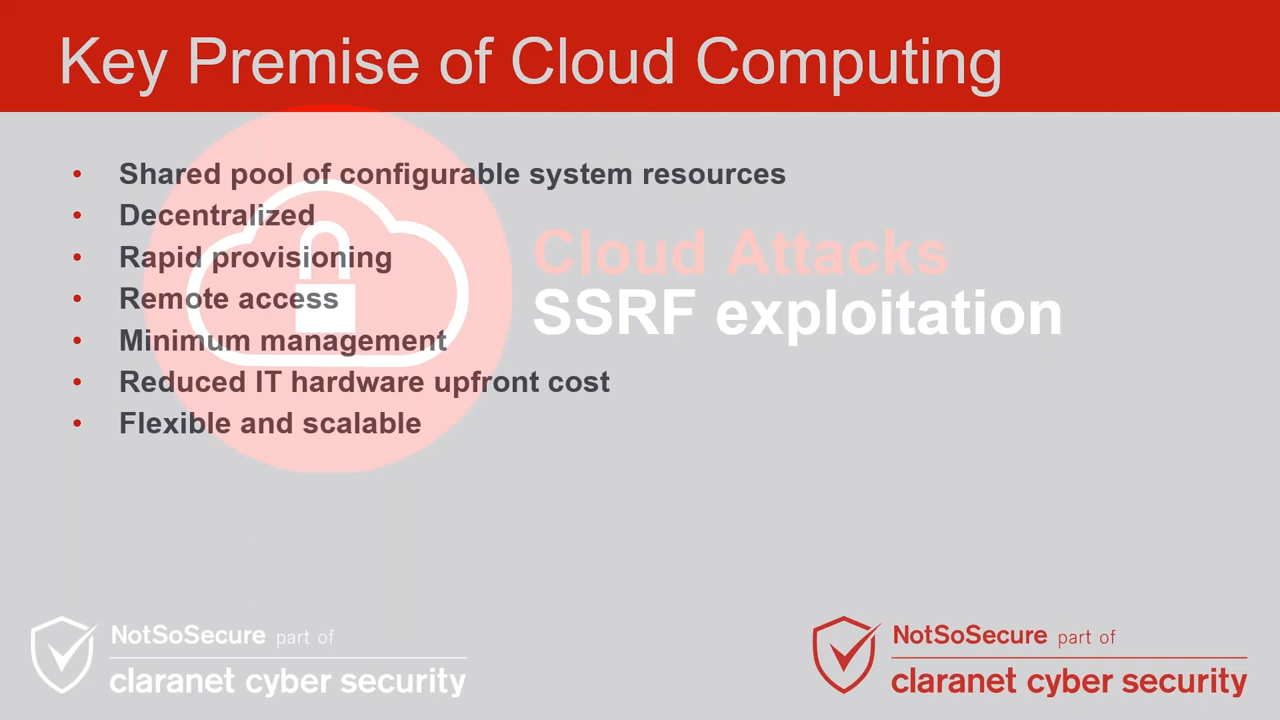 Key Premise of Cloud Computing
• Shared pool of configurable system resources
• Decentralized
• Rapid provisioning
• Remote access
• Minimum management
• Reduced IT hardware upfront cost
• Flexible and scalable
Cloud Attacks
SSRF exploitation
NotSoSecure part of
claranet cyber security
NotSoSecure part of
claranet cyber security